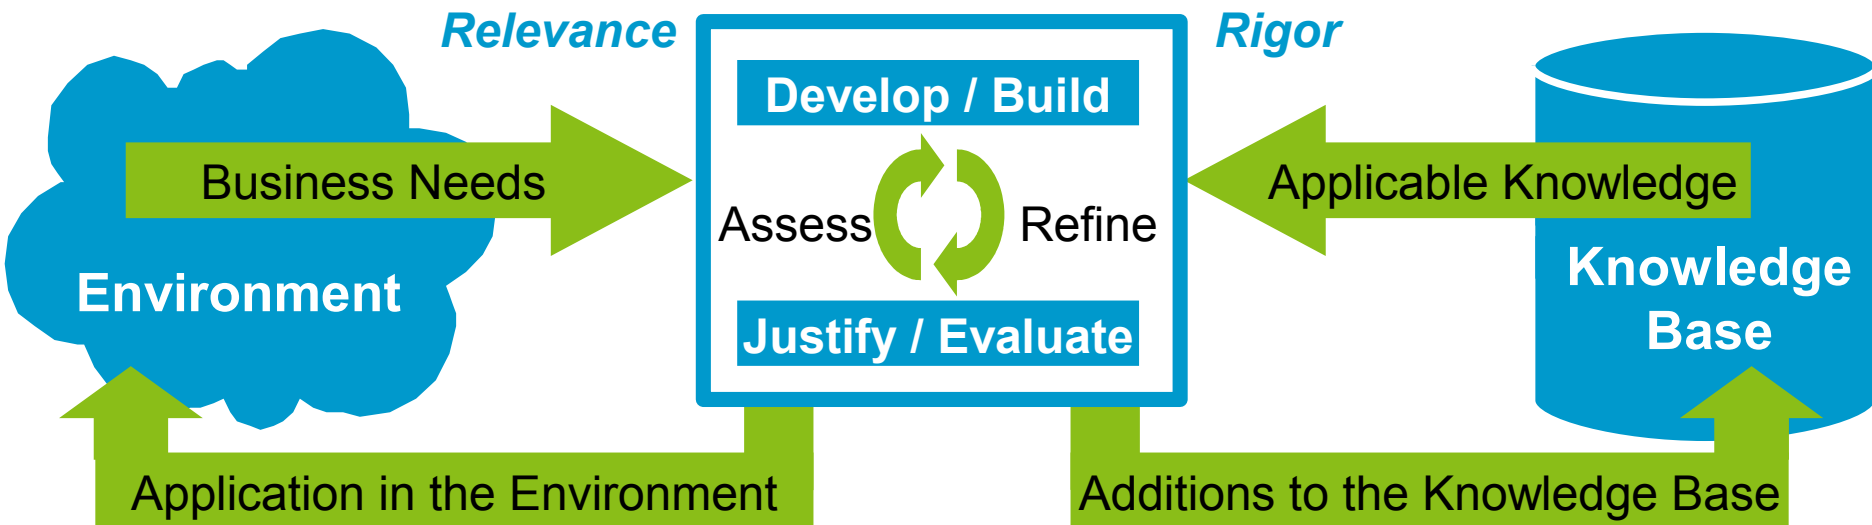 Relevance
Rigor
Develop / Build
Business Needs
Applicable Knowledge
Assess
Refine
Environment
Knowledge
Base
Justify / Evaluate
Application in the Environment
Additions to the Knowledge Base